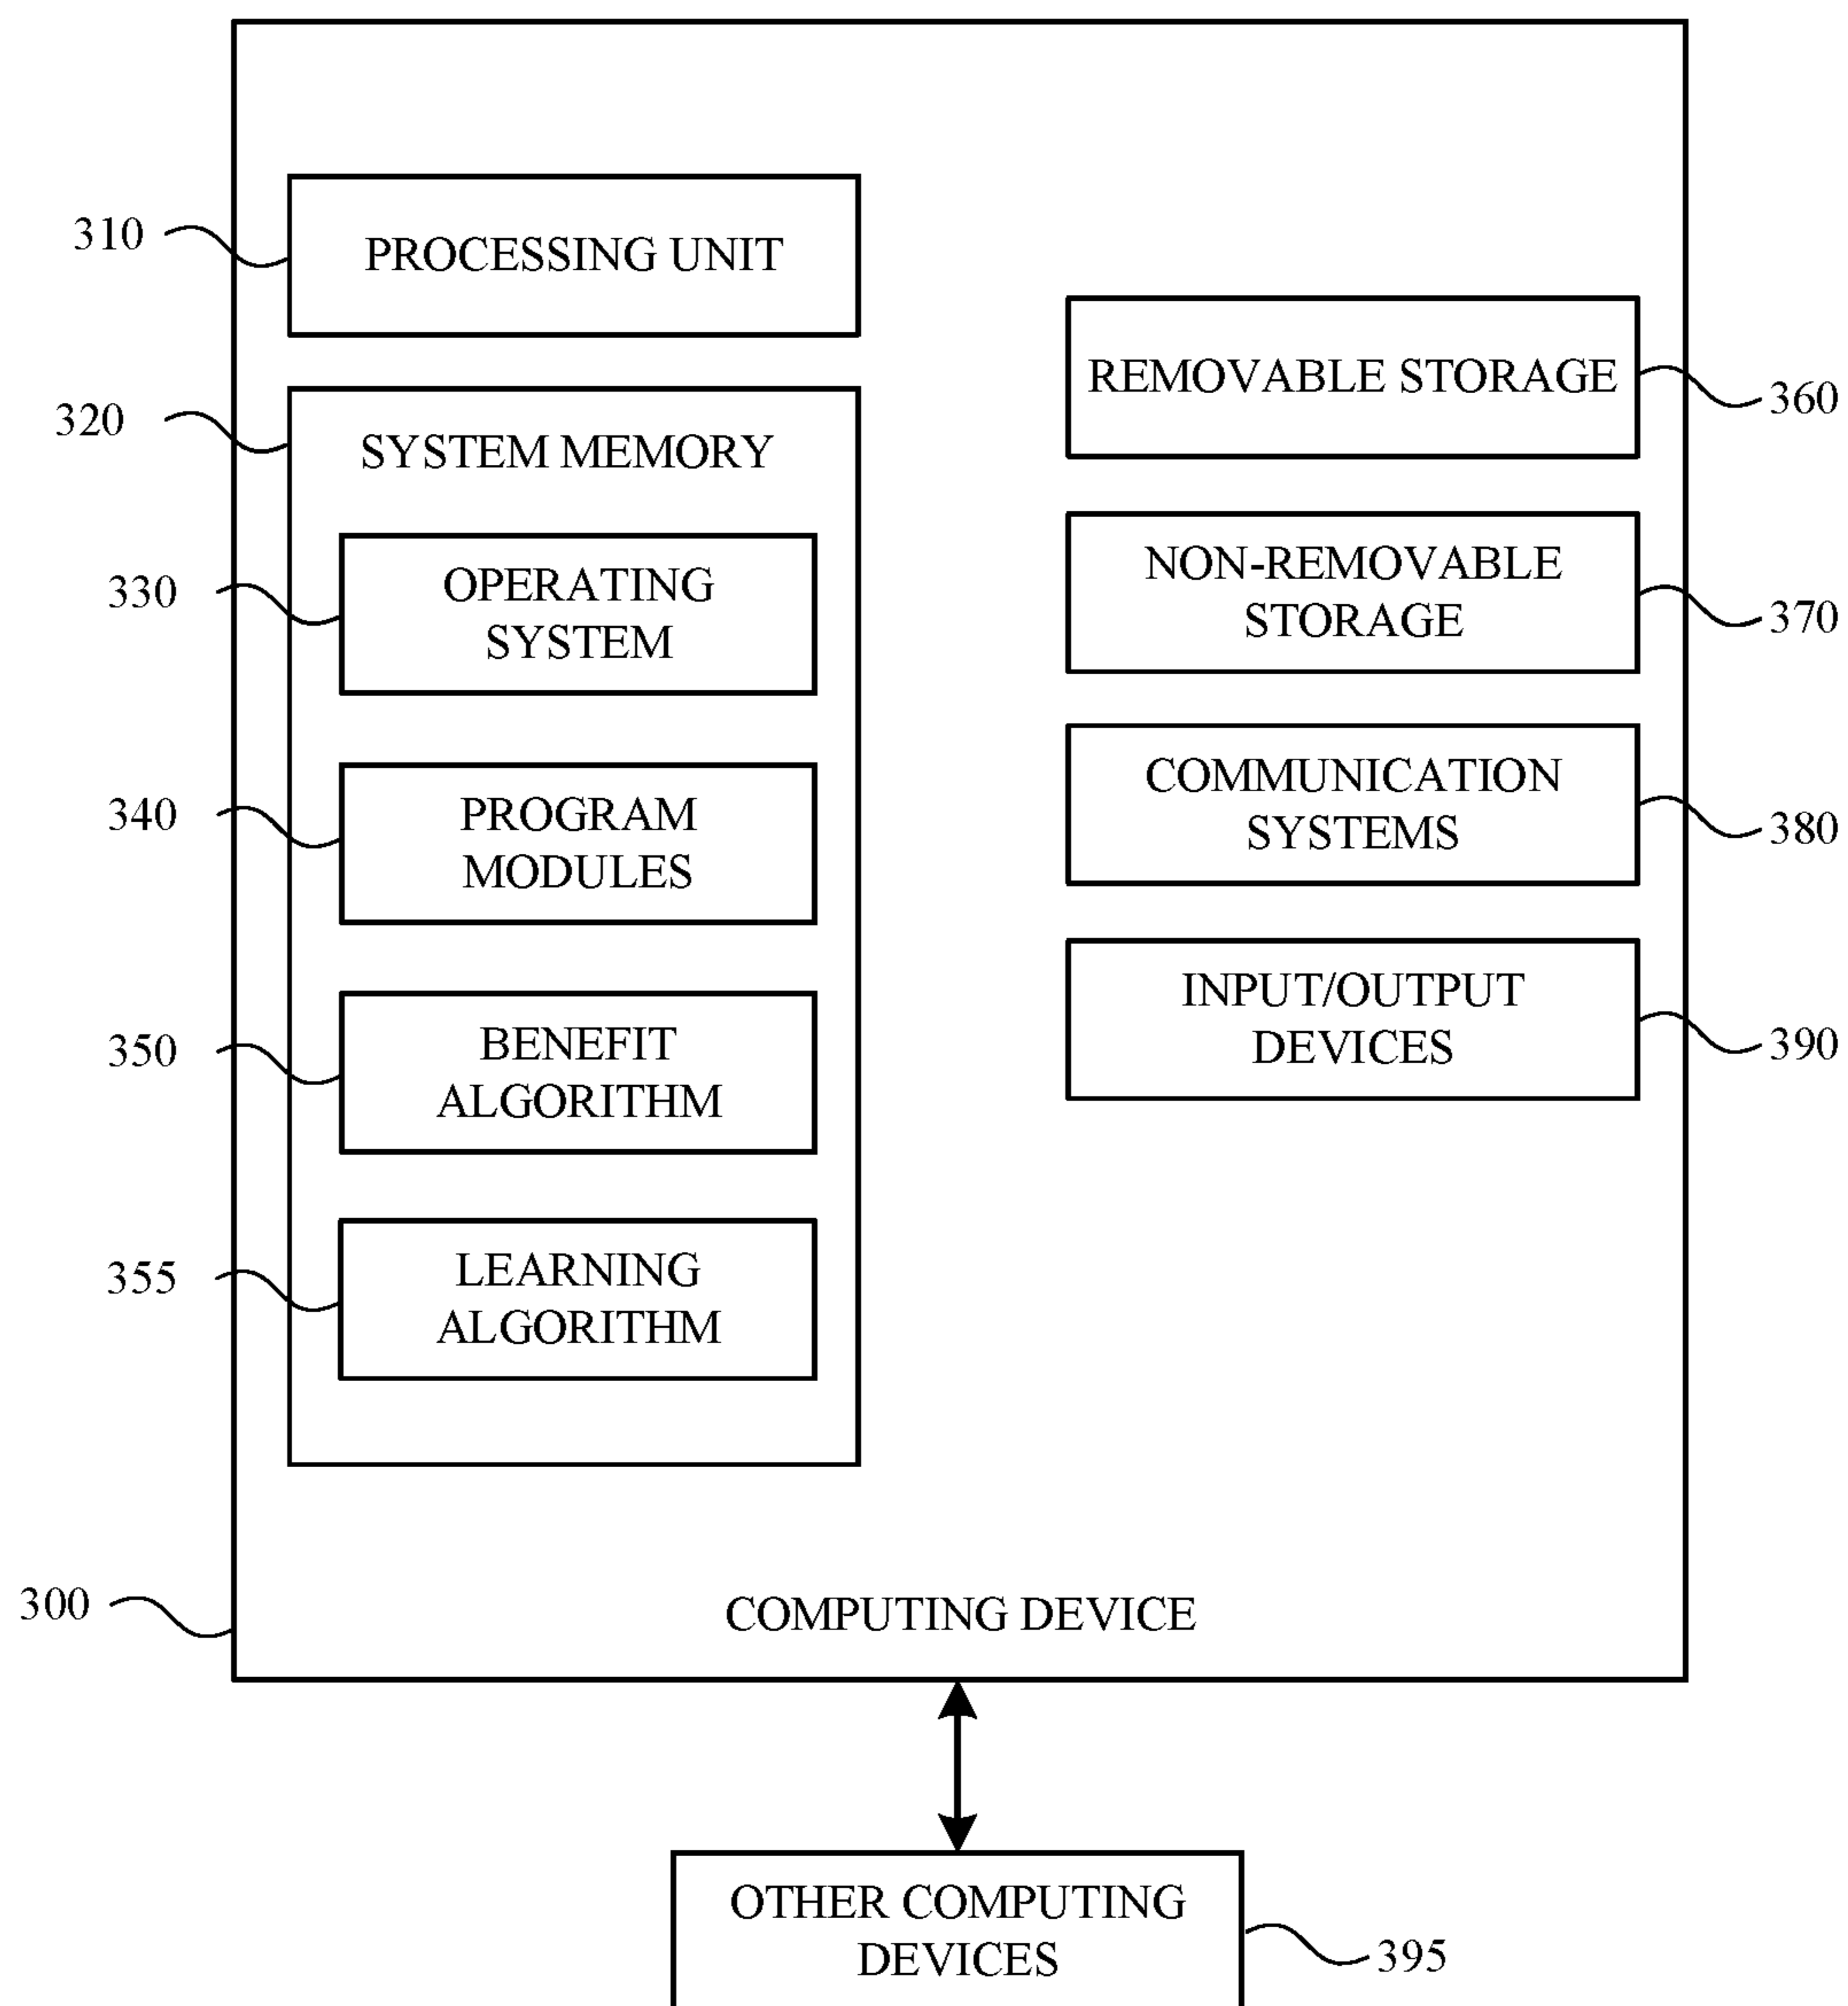 310
PROCESSING UNIT
320
SYSTEM MEMORY
330
OPERATING
SYSTEM
340
PROGRAM
MODULES
350
BENEFIT
ALGORITHM
355
LEARNING
ALGORITHM
REMOVABLE STORAGE
360
NON-REMOVABLE
STORAGE
370
COMMUNICATION
SYSTEMS
380
INPUT/OUTPUT
DEVICES
390
300
COMPUTING DEVICE
OTHER COMPUTING
DEVICES
395